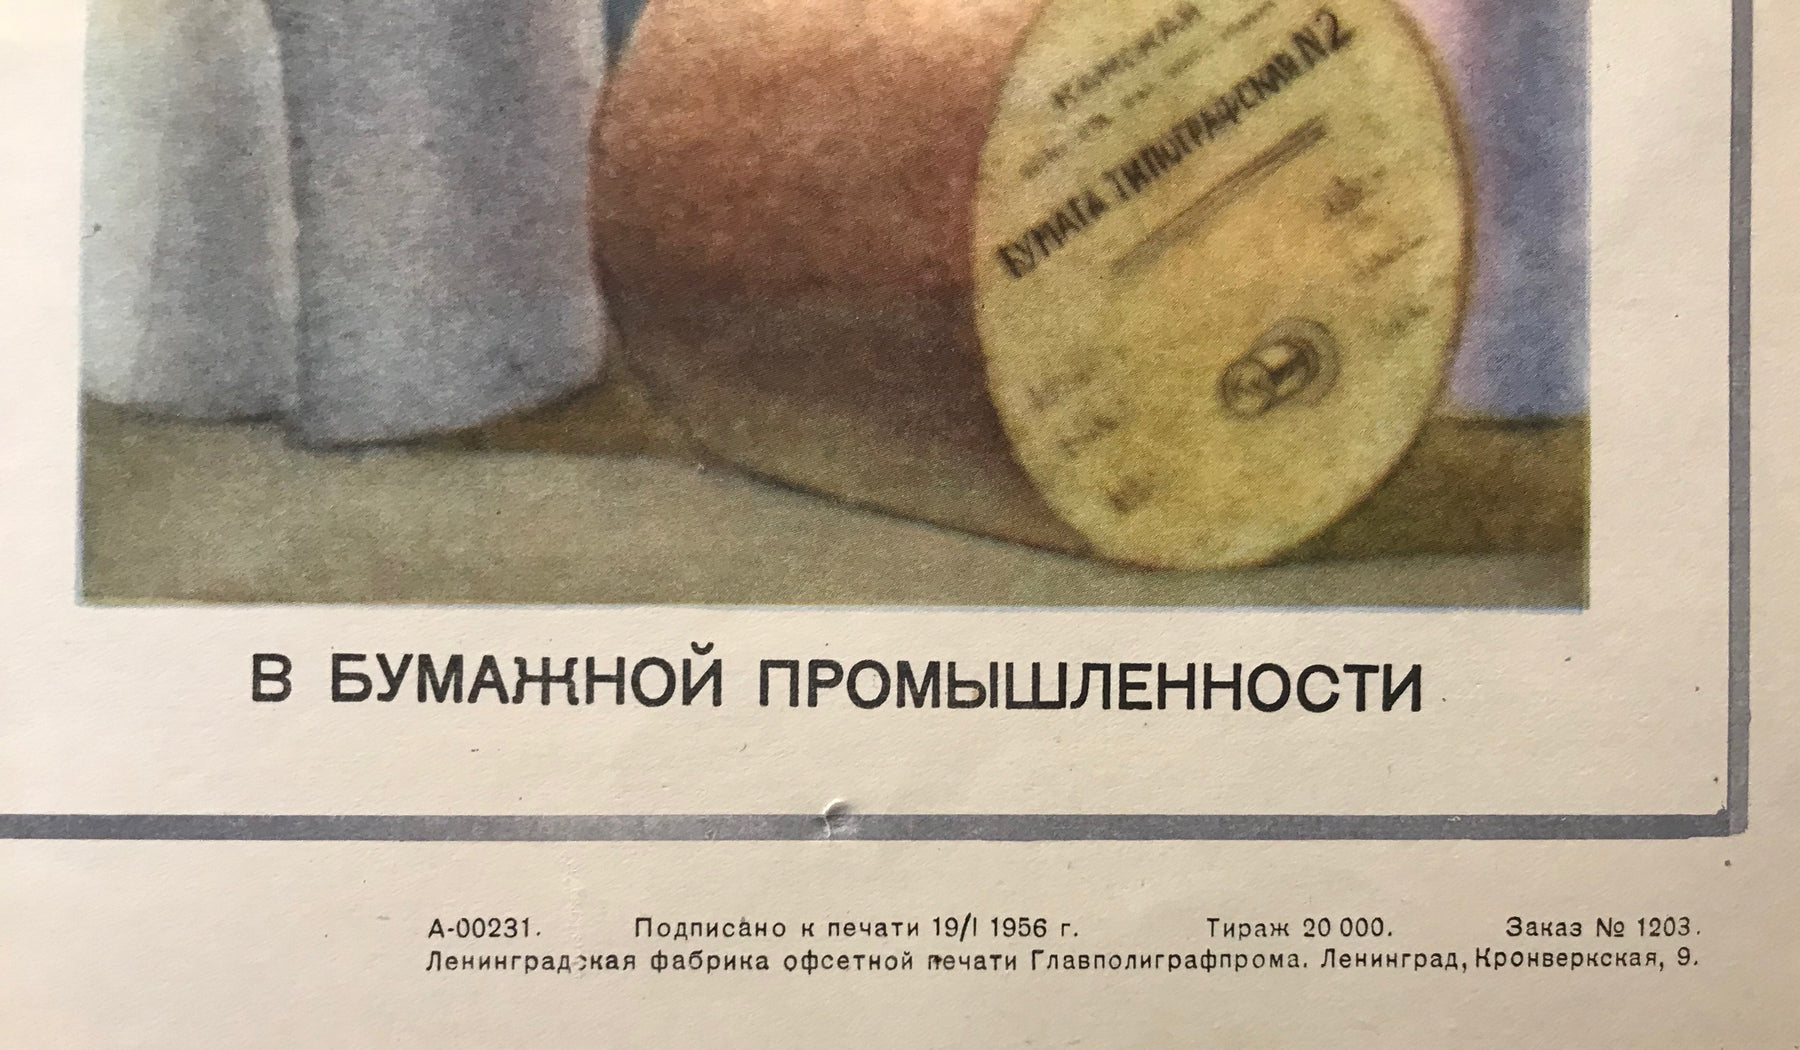 КАМСКАЯ
БУМАГА ТИПОГРАФСКАЯ N2
В БУМАЖНОЙ ПРОМЫШЛЕННОСТИ
А-00231. Подписано к печати 19/I 1956 г. Тираж 20 000. Заказ № 1203.
Ленинградская фабрика офсетной печати Главполиграфпрома. Ленинград, Кронверкская, 9.